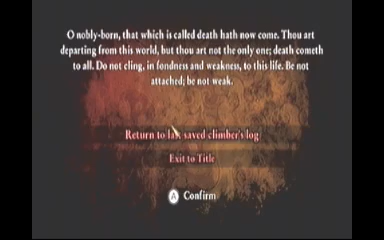 O nobly-born, that which is called death hath now come. Thou art
departing from this world, but thou art not the only one; death cometh
to all. Do not cling, in fondness and weakness, to this life. Be not
attached; be not weak.
Return to last saved climber's log
Exit to Title
A Confirm